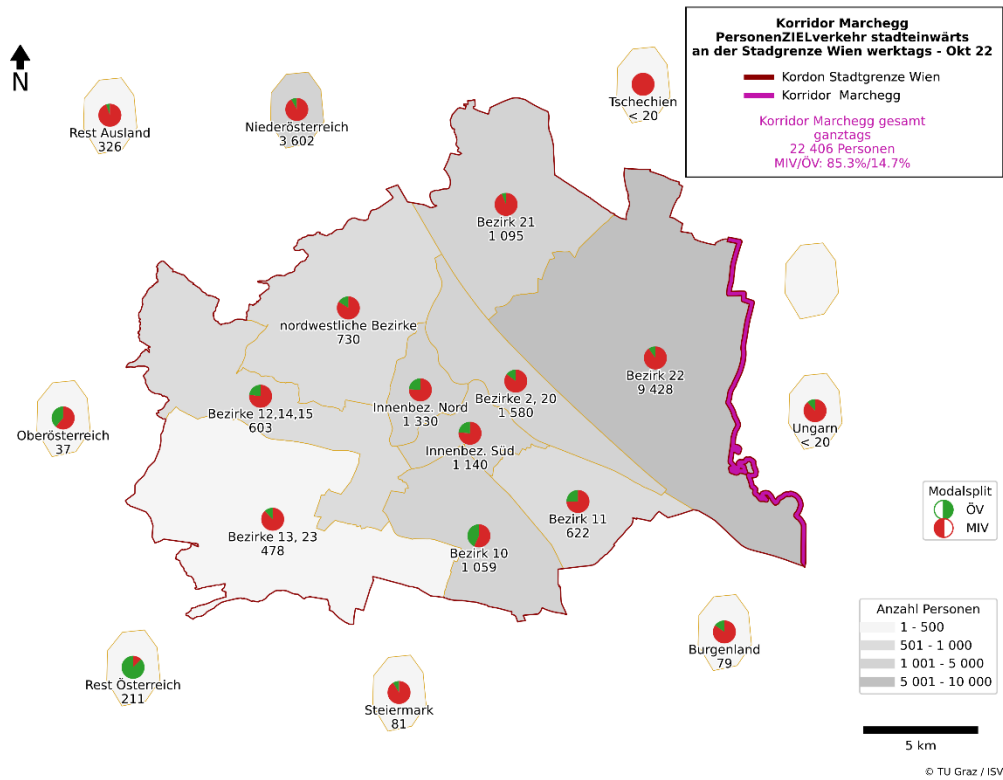 Korridor Marchegg
PersonenZIELverkehr stadteinwärts
an der Stadgrenze Wien werktags - Okt 22
Kordon Stadtgrenze Wien
Korridor Marchegg
Korridor Marchegg gesamt
ganztags
22 406 Personen
MIV/ÖV: 85.3%/14.7%
N
Rest Ausland
326
Niederösterreich
3 602
Tschechien
< 20
Bezirk 21
1 095
nordwestliche Bezirke
730
Bezirk 22
9 428
Bezirke 12,14,15
603
Innenbez. Nord
1 330
Bezirke 2, 20
1 580
Oberösterreich
37
Innenbez. Süd
1 140
Ungarn
< 20
Bezirke 13, 23
478
Bezirk 10
1 059
Bezirk 11
622
Modalsplit
ÖV
MIV
Rest Österreich
211
Steiermark
81
Burgenland
79
Anzahl Personen
1 - 500
501 - 1 000
1 001 - 5 000
5 001 - 10 000
5 km
© TU Graz / ISV